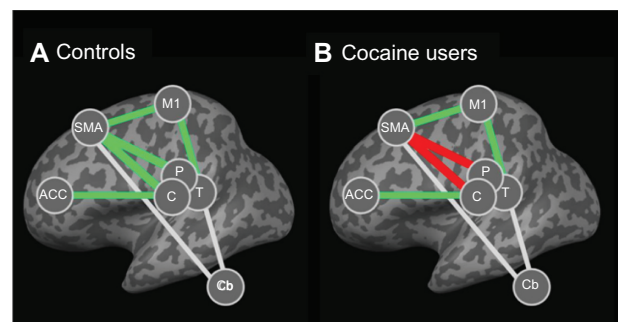 A Controls
B Cocaine users
M1
SMA
P
ACC
C
T
Cb
M1
SMA
P
ACC
C
T
Cb